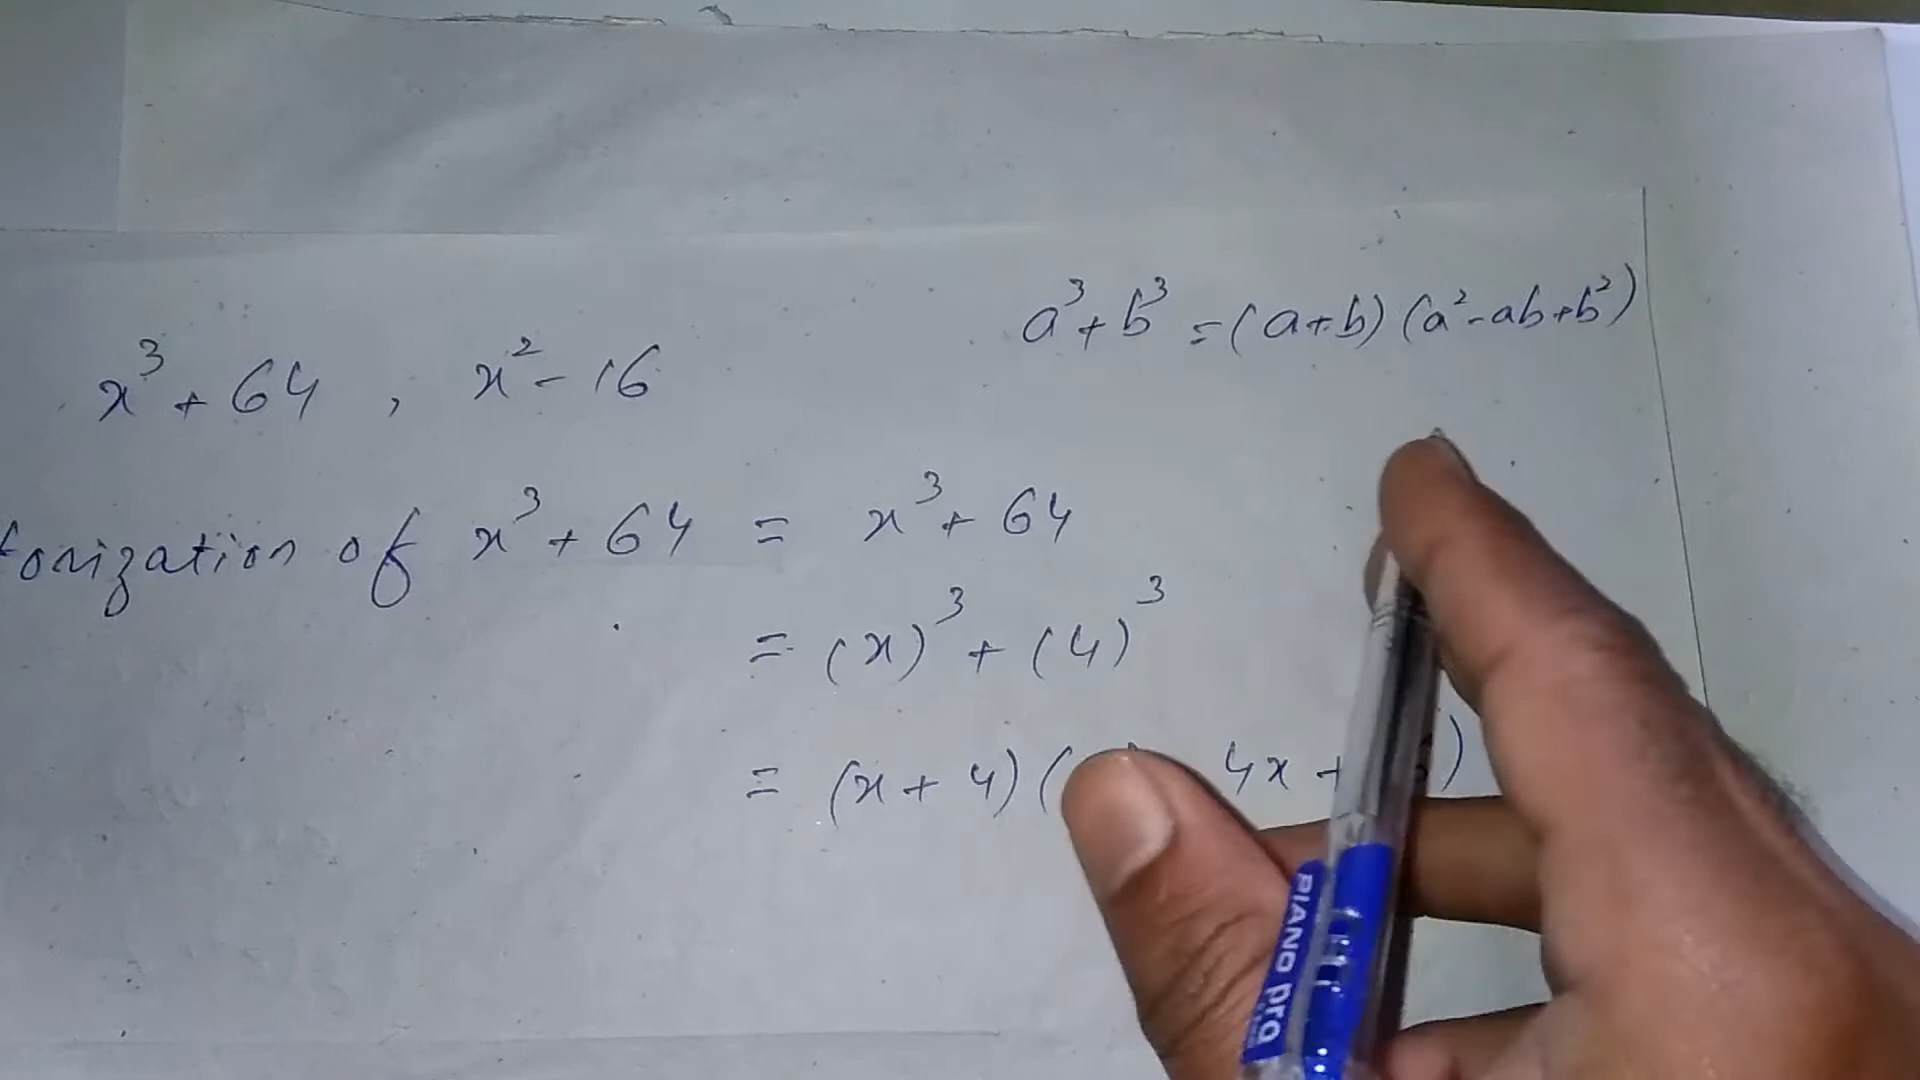 a³+b³ =(a+b) (a²-ab+b²)
x³+64 , x²-16
torization of x³+64 = x³+64
= (x)³+(4)³
= (x+4)( 4x + )
PIANO Pro